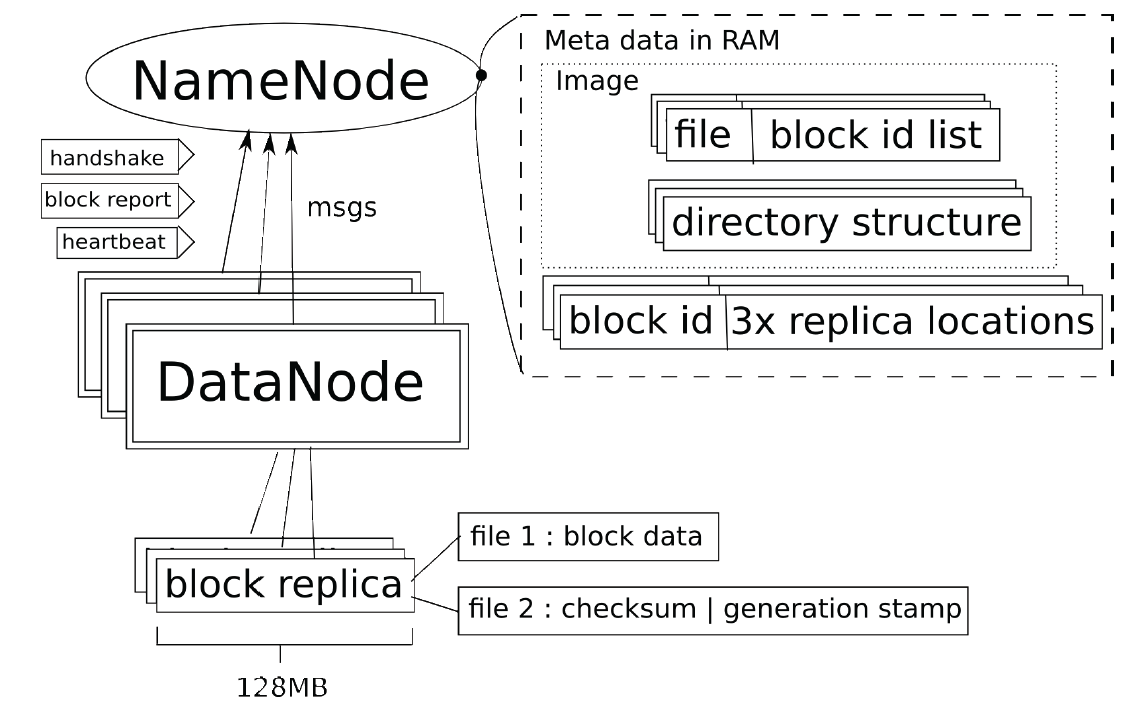 NameNode
Meta data in RAM
Image
file | block id list
directory structure
block id | 3x replica locations
handshake
block report
heartbeat
msgs
DataNode
block replica
file 1 : block data
file 2 : checksum | generation stamp
128MB